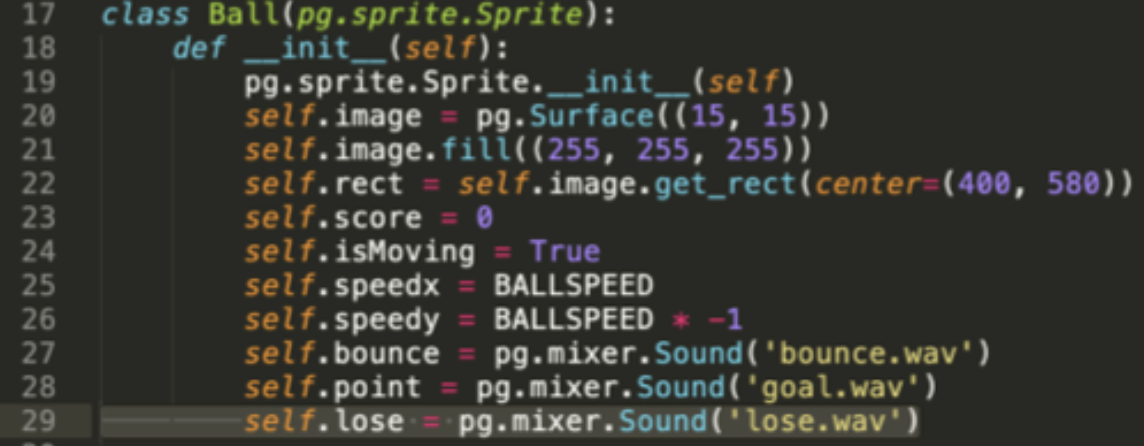 17 class Ball(pg.sprite.Sprite):
18 def __init__(self):
19 pg.sprite.Sprite.__init__(self)
20 self.image = pg.Surface((15, 15))
21 self.image.fill((255, 255, 255))
22 self.rect = self.image.get_rect(center=(400, 580))
23 self.score = 0
24 self.isMoving = True
25 self.speedx = BALLSPEED
26 self.speedy = BALLSPEED * -1
27 self.bounce = pg.mixer.Sound('bounce.wav')
28 self.point = pg.mixer.Sound('goal.wav')
29 self.lose = pg.mixer.Sound('lose.wav')